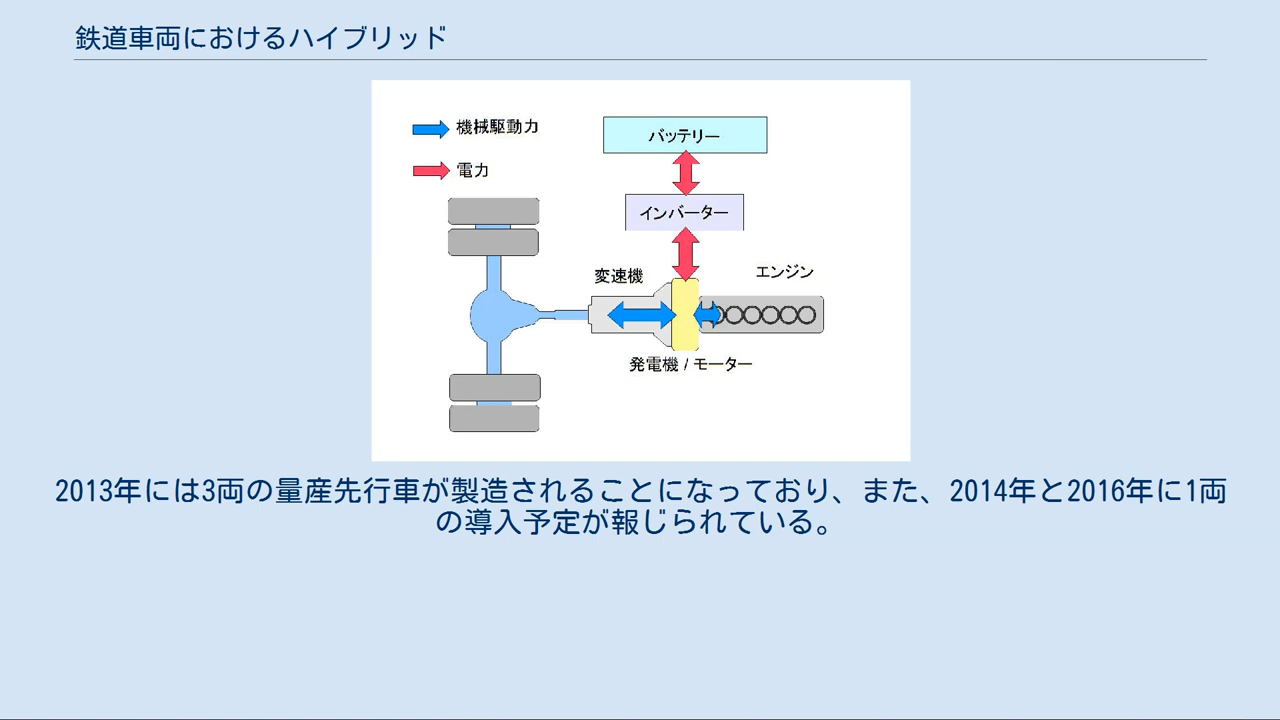 鉄道車両におけるハイブリッド
機械駆動力
電力
バッテリー
インバーター
変速機
エンジン
発電機 / モーター
2013年には3両の量産先行車が製造されることになっており、また、2014年と2016年に1両
の導入予定が報じられている。